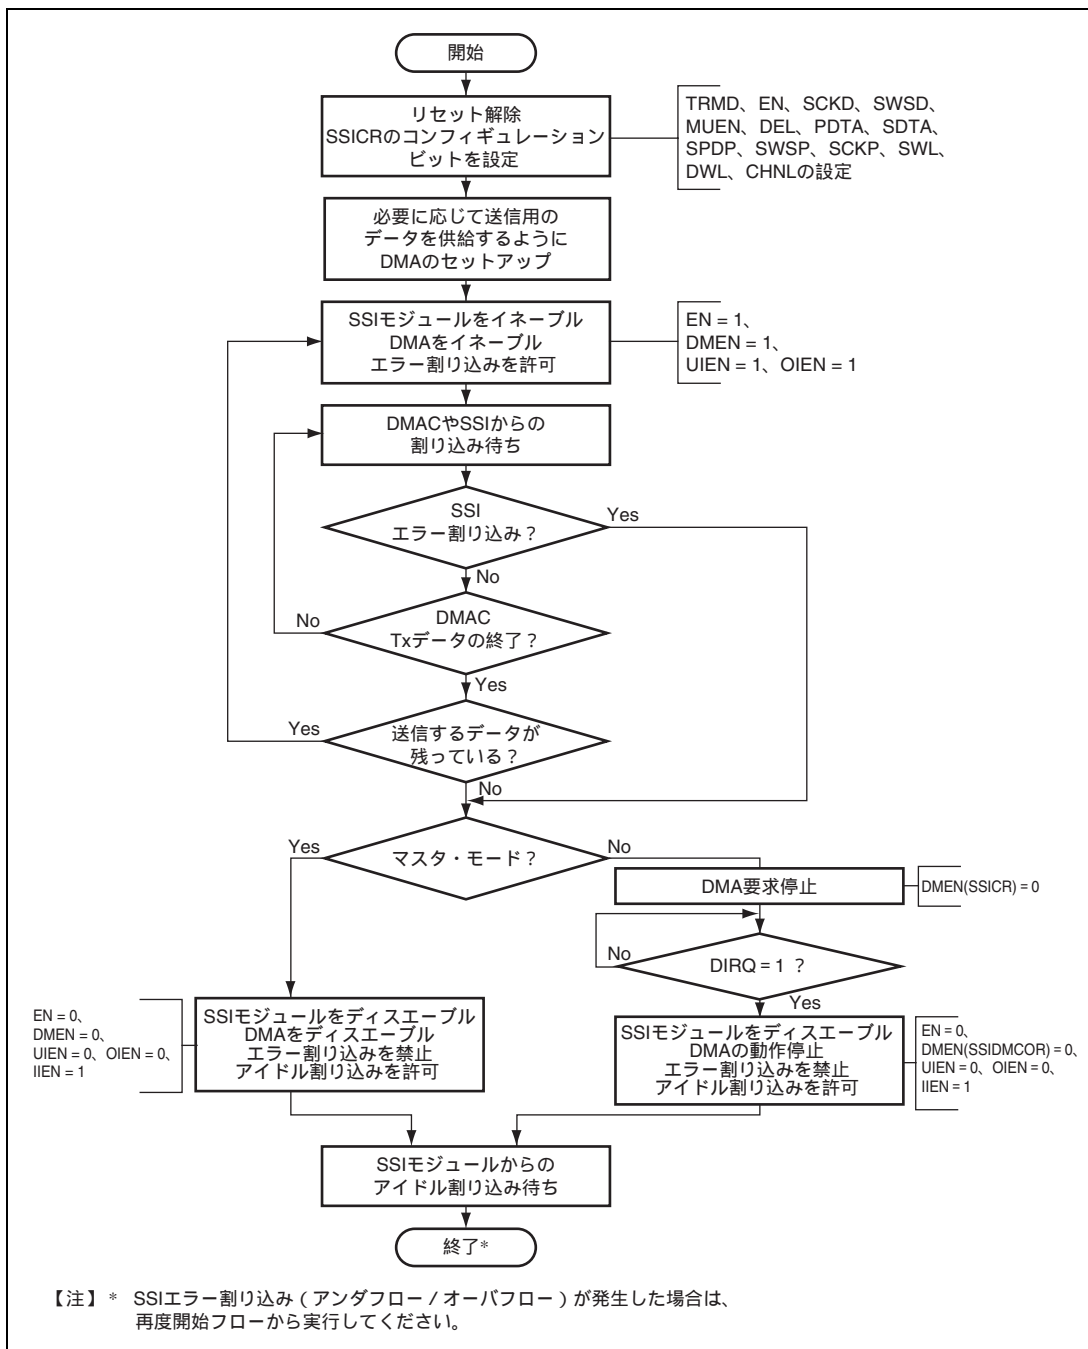 開始
リセット解除
SSICRのコンフィギュレーション
ビットを設定
TRMD、EN、SCKD、SWSD、
MUEN、DEL、PDTA、SDTA、
SPDP、SWSP、SCKP、SWL、
DWL、CHNLの設定
必要に応じて送信用の
データを供給するように
DMAのセットアップ
SSIモジュールをイネーブル
DMAをイネーブル
エラー割り込みを許可
EN = 1、
DMEN = 1、
UIEN = 1、OIEN = 1
DMACやSSIからの
割り込み待ち
SSI
エラー割り込み？
Yes
No
DMAC
Txデータの終了？
No
Yes
送信するデータが
残っている？
Yes
No
マスタ・モード？
Yes
No
DMA要求停止
DMEN(SSICR) = 0
DIRQ = 1 ？
No
Yes
EN = 0、
DMEN = 0、
UIEN = 0、OIEN = 0、
IIEN = 1
SSIモジュールをディスエーブル
DMAをディスエーブル
エラー割り込みを禁止
アイドル割り込みを許可
SSIモジュールをディスエーブル
DMAの動作停止
エラー割り込みを禁止
アイドル割り込みを許可
EN = 0、
DMEN(SSIDMCOR) = 0、
UIEN = 0、OIEN = 0、
IIEN = 1
SSIモジュールからの
アイドル割り込み待ち
終了*
【注】* SSIエラー割り込み（アンダフロー／オーバフロー）が発生した場合は、
再度開始フローから実行してください。